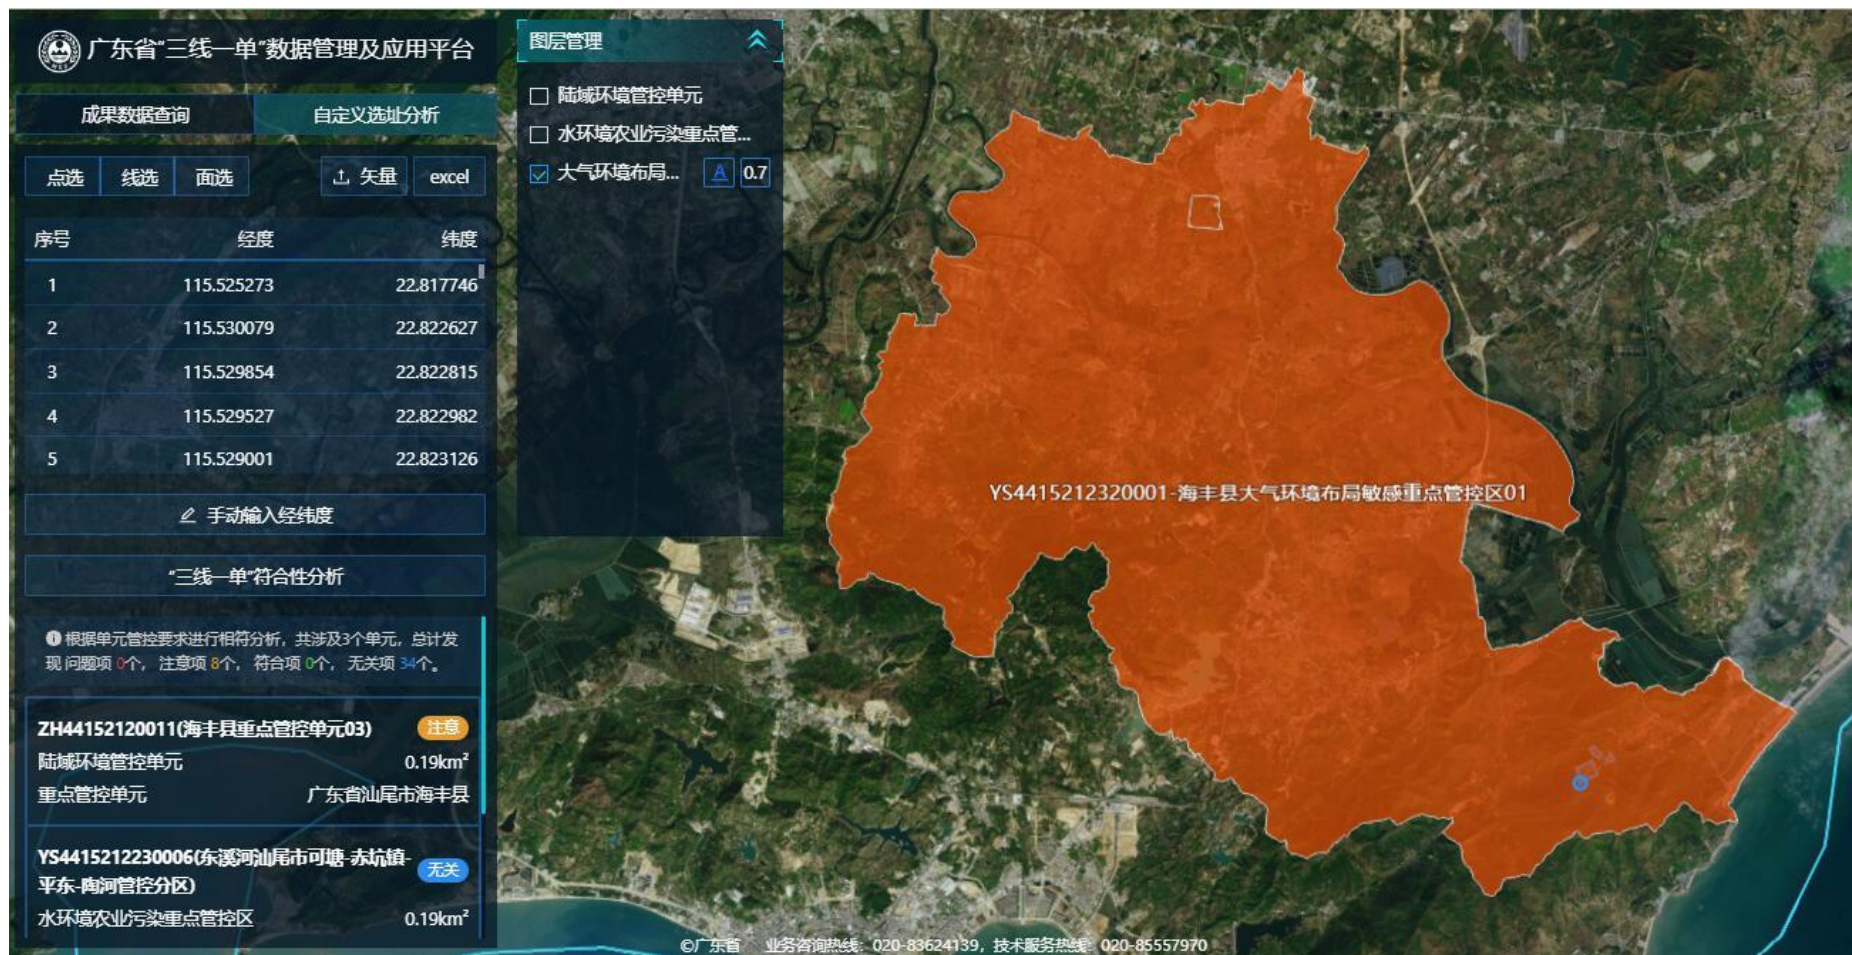 广东省“三线一单”数据管理及应用平台
成果数据查询
自定义选址分析
点选
线选
面选
矢量
excel
序号
经度
纬度
1
115.525273
22.817746
2
115.530079
22.822627
3
115.529854
22.822815
4
115.529527
22.822982
5
115.529001
22.823126
手动输入经纬度
“三线一单”符合性分析
根据单元管控要求进行相符分析，共涉及3个单元，总计发
现 问题项 0个，注意项 8个，符合项 0个，无关项 34个。
ZH44152120011(海丰县重点管控单元03)
注意
陆域环境管控单元
0.19km²
重点管控单元
广东省汕尾市海丰县
YS4415212230006(东溪河汕尾市可塘-赤坑镇-
平东-陶河管控分区)
无关
水环境农业污染重点管控区
0.19km²
图层管理
陆域环境管控单元
水环境农业污染重点管...
大气环境布局...
A
0.7
YS4415212320001-海丰县大气环境布局敏感重点管控区01
©广东省 业务咨询热线：020-83624139，技术服务热线：020-85557970